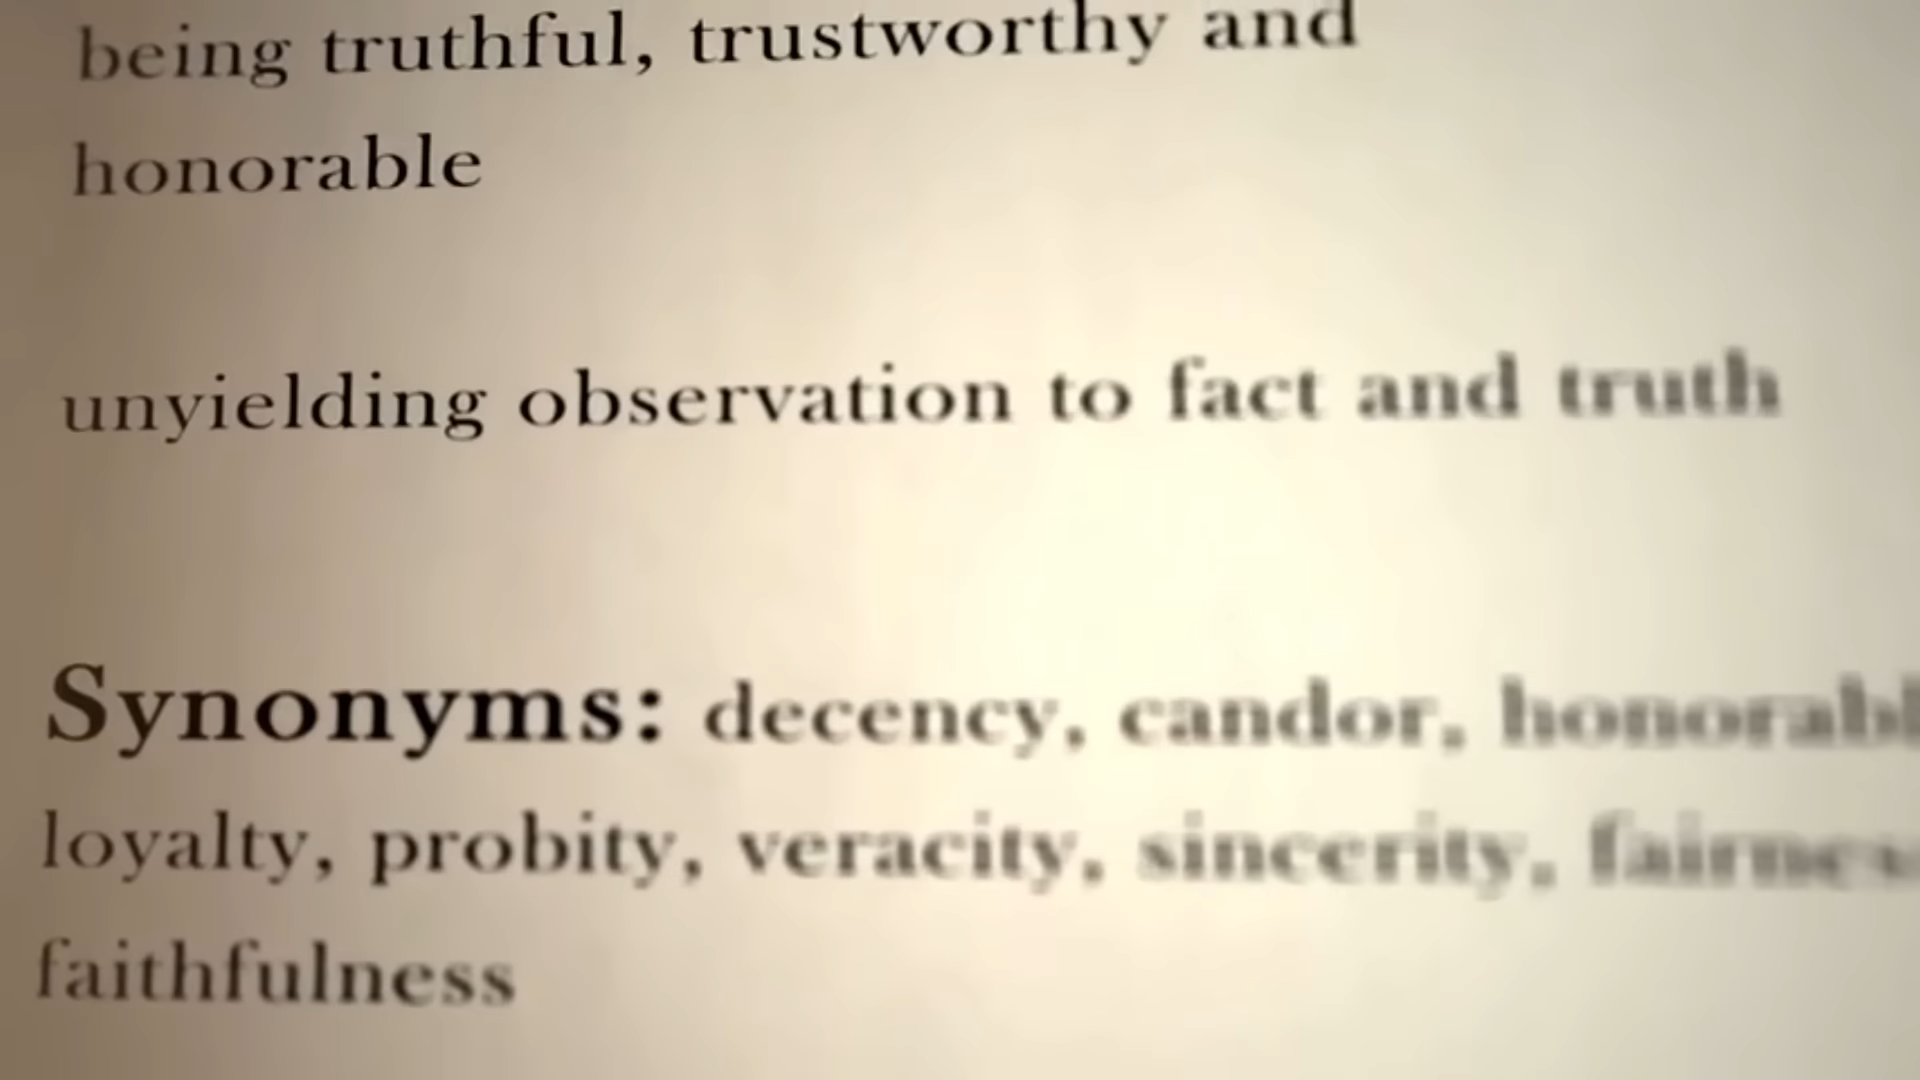 being truthful, trustworthy and
honorable
unyielding observation to fact and truth
Synonyms: decency, candor,
loyalty, probity, veracity, sincerity,
faithfulness